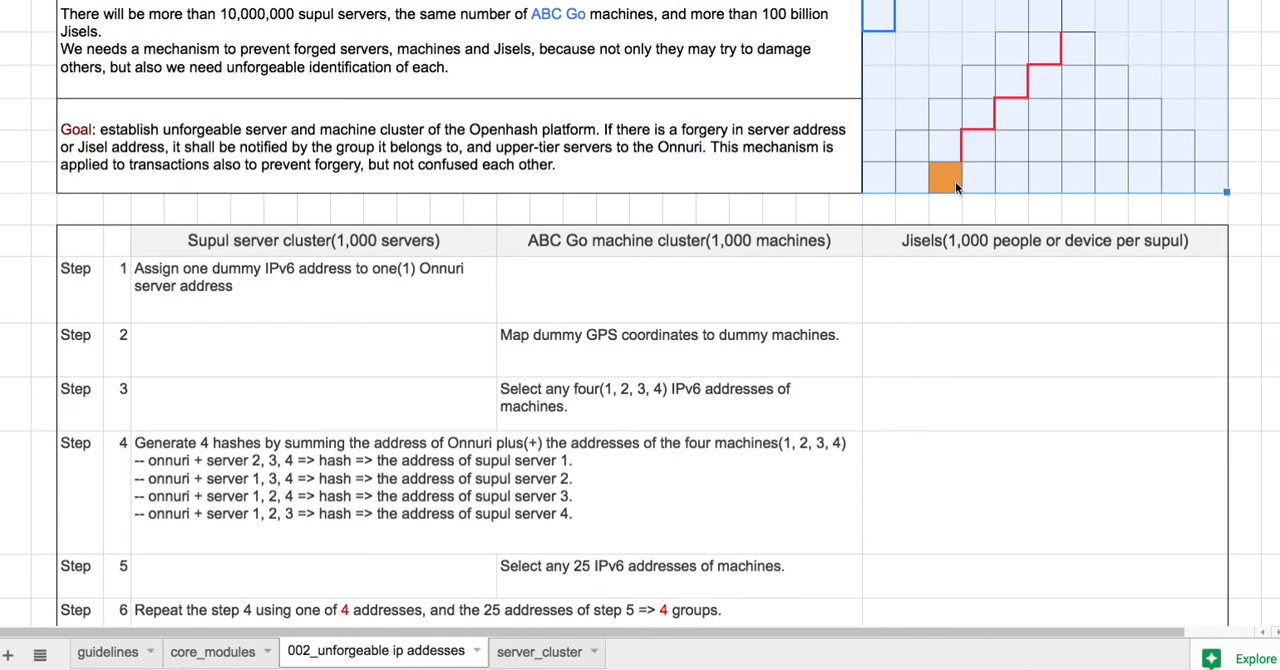 There will be more than 10,000,000 supul servers, the same number of ABC Go machines, and more than 100 billion
Jisels.
We needs a mechanism to prevent forged servers, machines and Jisels, because not only they may try to damage
others, but also we need unforgeable identification of each.
Goal: establish unforgeable server and machine cluster of the Openhash platform. If there is a forgery in server address
or Jisel address, it shall be notified by the group it belongs to, and upper-tier servers to the Onnuri. This mechanism is
applied to transactions also to prevent forgery, but not confused each other.
Supul server cluster(1,000 servers) ABC Go machine cluster(1,000 machines) Jisels(1,000 people or device per supul)
Step 1 Assign one dummy IPv6 address to one(1) Onnuri
server address
Step 2 Map dummy GPS coordinates to dummy machines.
Step 3 Select any four(1, 2, 3, 4) IPv6 addresses of
machines.
Step 4 Generate 4 hashes by summing the address of Onnuri plus(+) the addresses of the four machines(1, 2, 3, 4)
-- onnuri + server 2, 3, 4 => hash => the address of supul server 1.
-- onnuri + server 1, 3, 4 => hash => the address of supul server 2.
-- onnuri + server 1, 2, 4 => hash => the address of supul server 3.
-- onnuri + server 1, 2, 3 => hash => the address of supul server 4.
Step 5 Select any 25 IPv6 addresses of machines.
Step 6 Repeat the step 4 using one of 4 addresses, and the 25 addresses of step 5 => 4 groups.
guidelines core_modules 002_unforgeable ip addesses server_cluster Explore